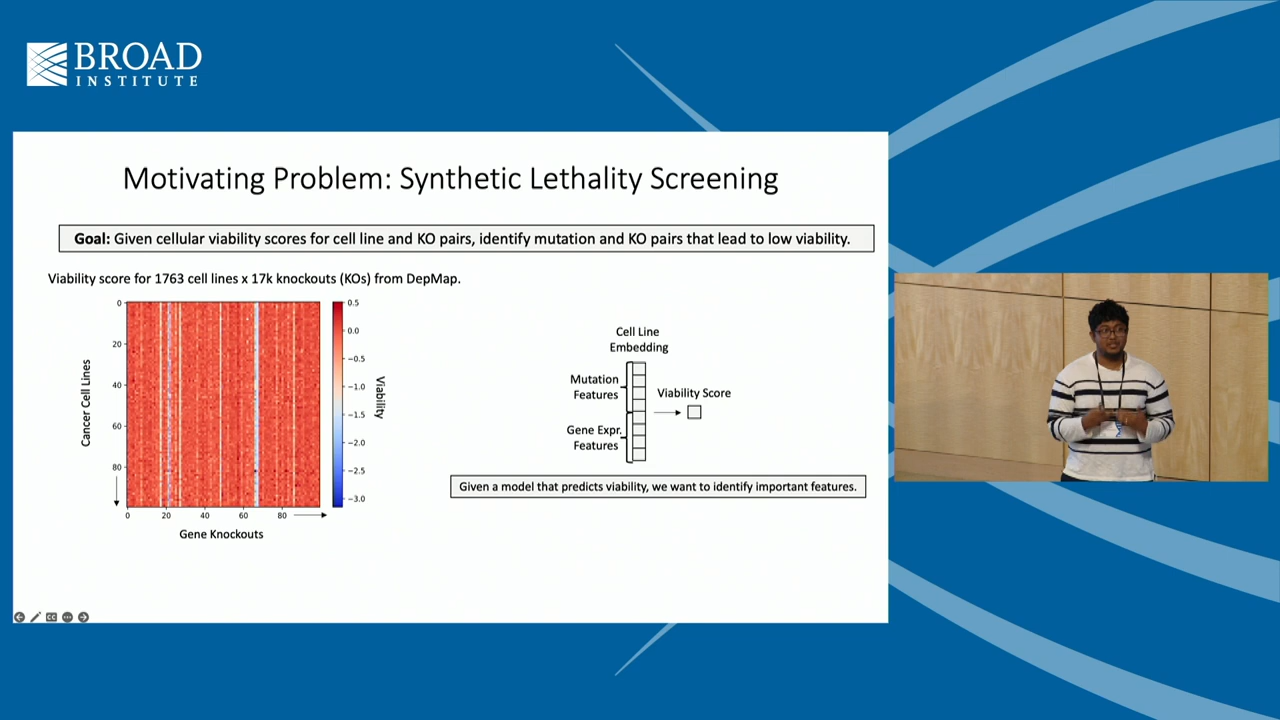 BROAD
INSTITUTE
Motivating Problem: Synthetic Lethality Screening
Goal: Given cellular viability scores for cell line and KO pairs, identify mutation and KO pairs that lead to low viability.
Viability score for 1763 cell lines x 17k knockouts (KOs) from DepMap.
0
20
40
60
80
Cancer Cell Lines
0
20
40
60
80
Gene Knockouts
0.5
0.0
−0.5
−1.0
−1.5
−2.0
−2.5
−3.0
Viability
Cell Line
Embedding
Mutation
Features
Gene Expr.
Features
Viability Score
Given a model that predicts viability, we want to identify important features.
CC